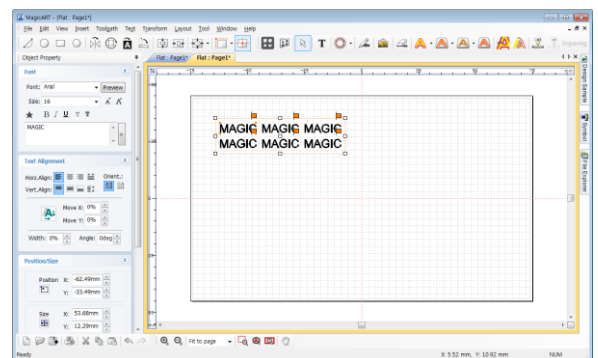 MagicART - [Flat : Page1*]
File Edit View Insert Toolpath Text Transform Layout Tool Window Help
Engraving
Object Property
Flat : Page1* Flat : Page1*
Font
Font: Arial Preview
Size: 16
B I U
MAGIC
Text Alignment
Horz.Align: Orient.:
Vert.Align:
Move X: 0%
Move Y: 0%
Width: 0% Angle: 0deg
Position/Size
Position X: -62.49mm
Y: -33.49mm
Size X: 53.68mm
Y: 12.29mm
MAGIC MAGIC MAGIC
MAGIC MAGIC MAGIC
Design Sample
Symbol
File Explorer
Fit to page
Ready X: 5.52 mm, Y: 10.92 mm NUM